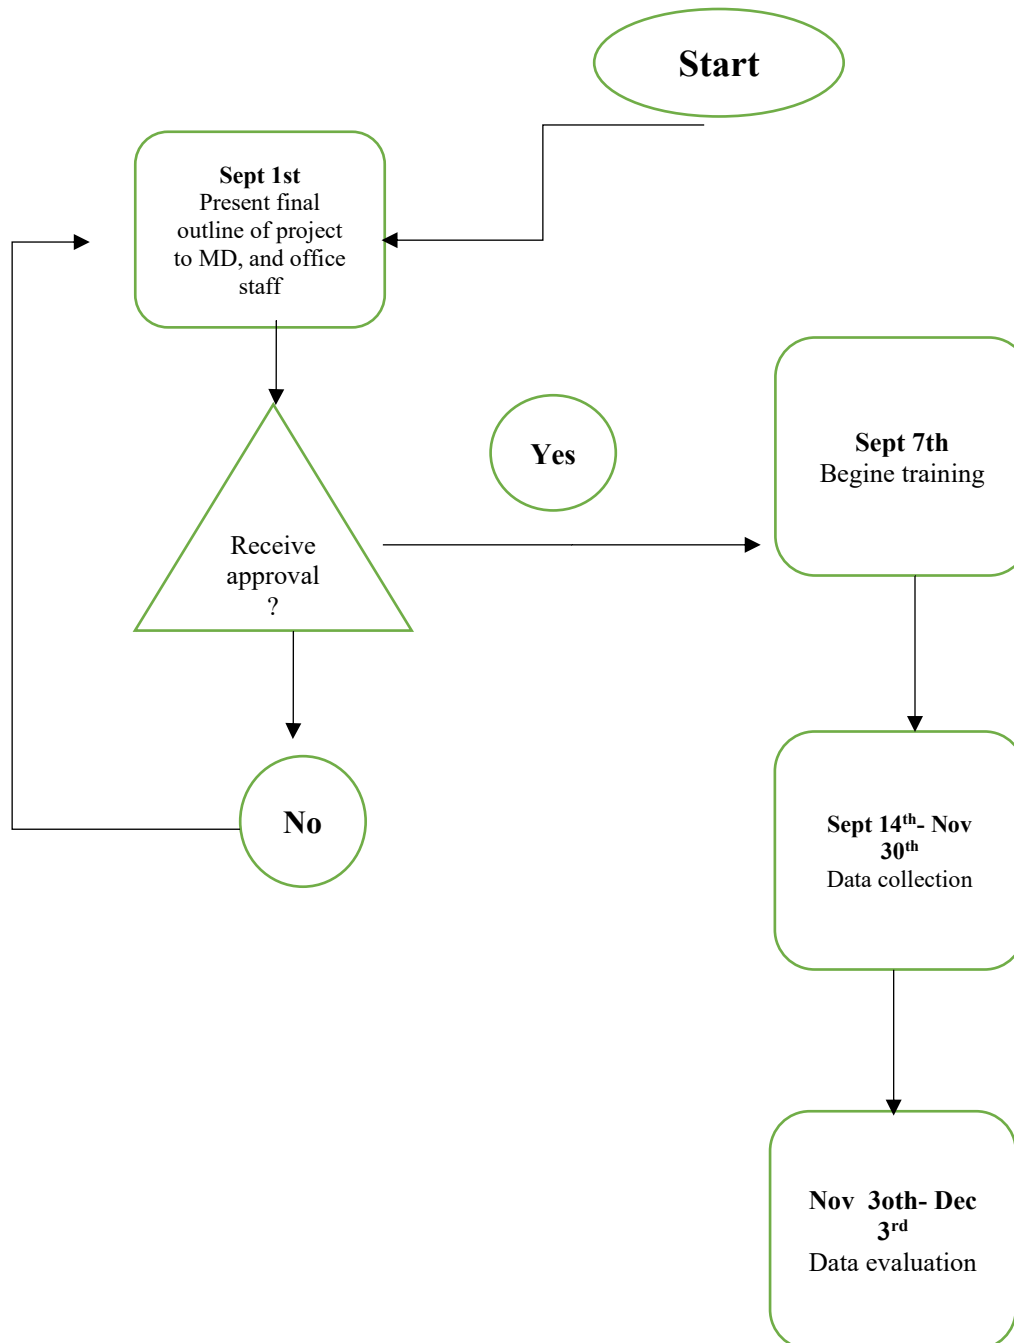 Start
Sept 1st
Present final
outline of project
to MD, and office
staff
Receive
approval
?
Yes
Sept 7th
Begine training
No
Sept 14th- Nov
30th
Data collection
Nov  3oth- Dec
3rd
Data evaluation